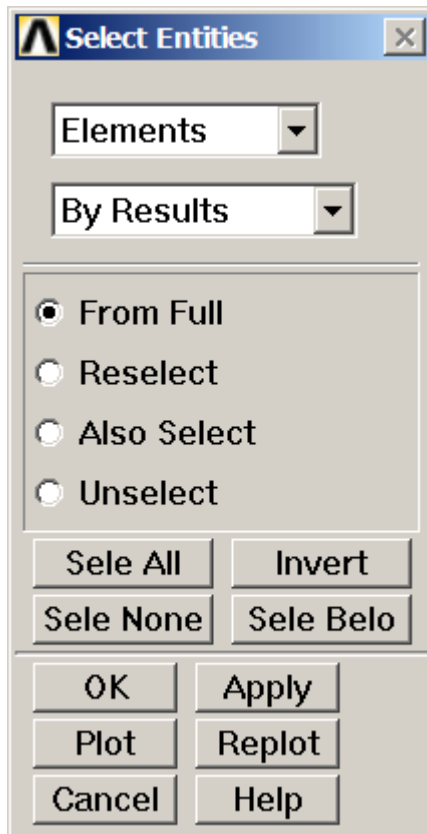 Select Entities
Elements
By Results
From Full
Reselect
Also Select
Unselect
Sele All Invert
Sele None Sele Belo
OK Apply
Plot Replot
Cancel Help